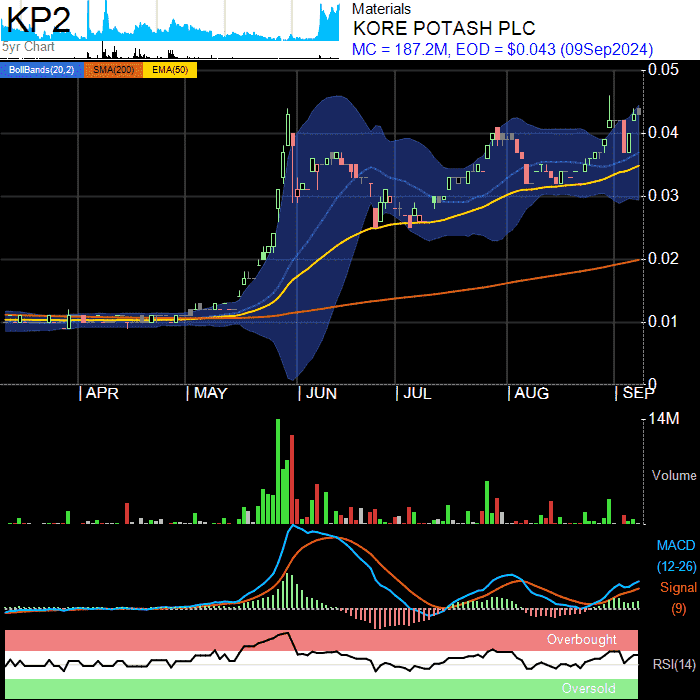 KP2
5yr Chart
Materials
KORE POTASH PLC
MC = 187.2M, EOD = $0.043 (09Sep2024)
BollBands(20,2) SMA(200) EMA(50)
0.05
0.04
0.03
0.02
0.01
0
APR MAY JUN JUL AUG SEP
14M
Volume
MACD
(12-26)
Signal
(9)
Overbought
RSI(14)
Oversold